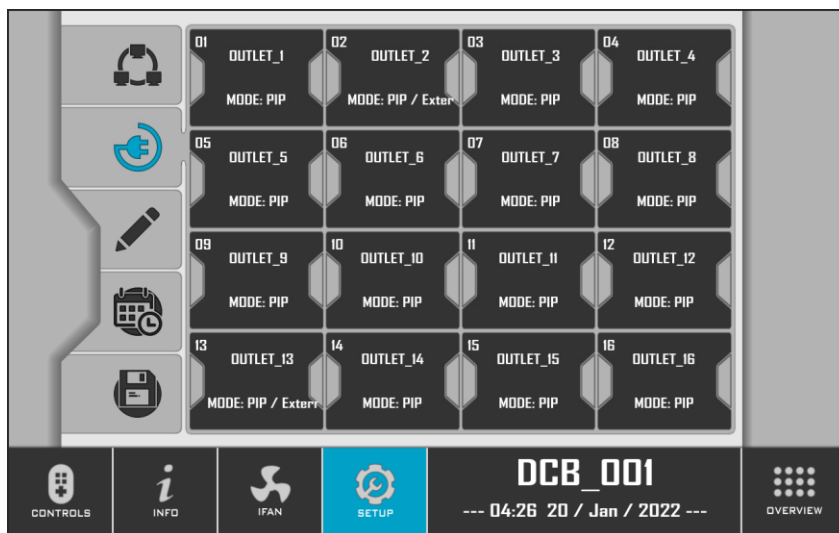 01 OUTLET_1
MODE: PIP
02 OUTLET_2
MODE: PIP / Exter
03 OUTLET_3
MODE: PIP
04 OUTLET_4
MODE: PIP
05 OUTLET_5
MODE: PIP
06 OUTLET_6
MODE: PIP
07 OUTLET_7
MODE: PIP
08 OUTLET_8
MODE: PIP
09 OUTLET_9
MODE: PIP
10 OUTLET_10
MODE: PIP
11 OUTLET_11
MODE: PIP
12 OUTLET_12
MODE: PIP
13 OUTLET_13
MODE: PIP / Extern
14 OUTLET_14
MODE: PIP
15 OUTLET_15
MODE: PIP
16 OUTLET_16
MODE: PIP
CONTROLS
INFO
IFAN
SETUP
DCB_001
--- 04:26 20 / Jan / 2022 ---
OVERVIEW